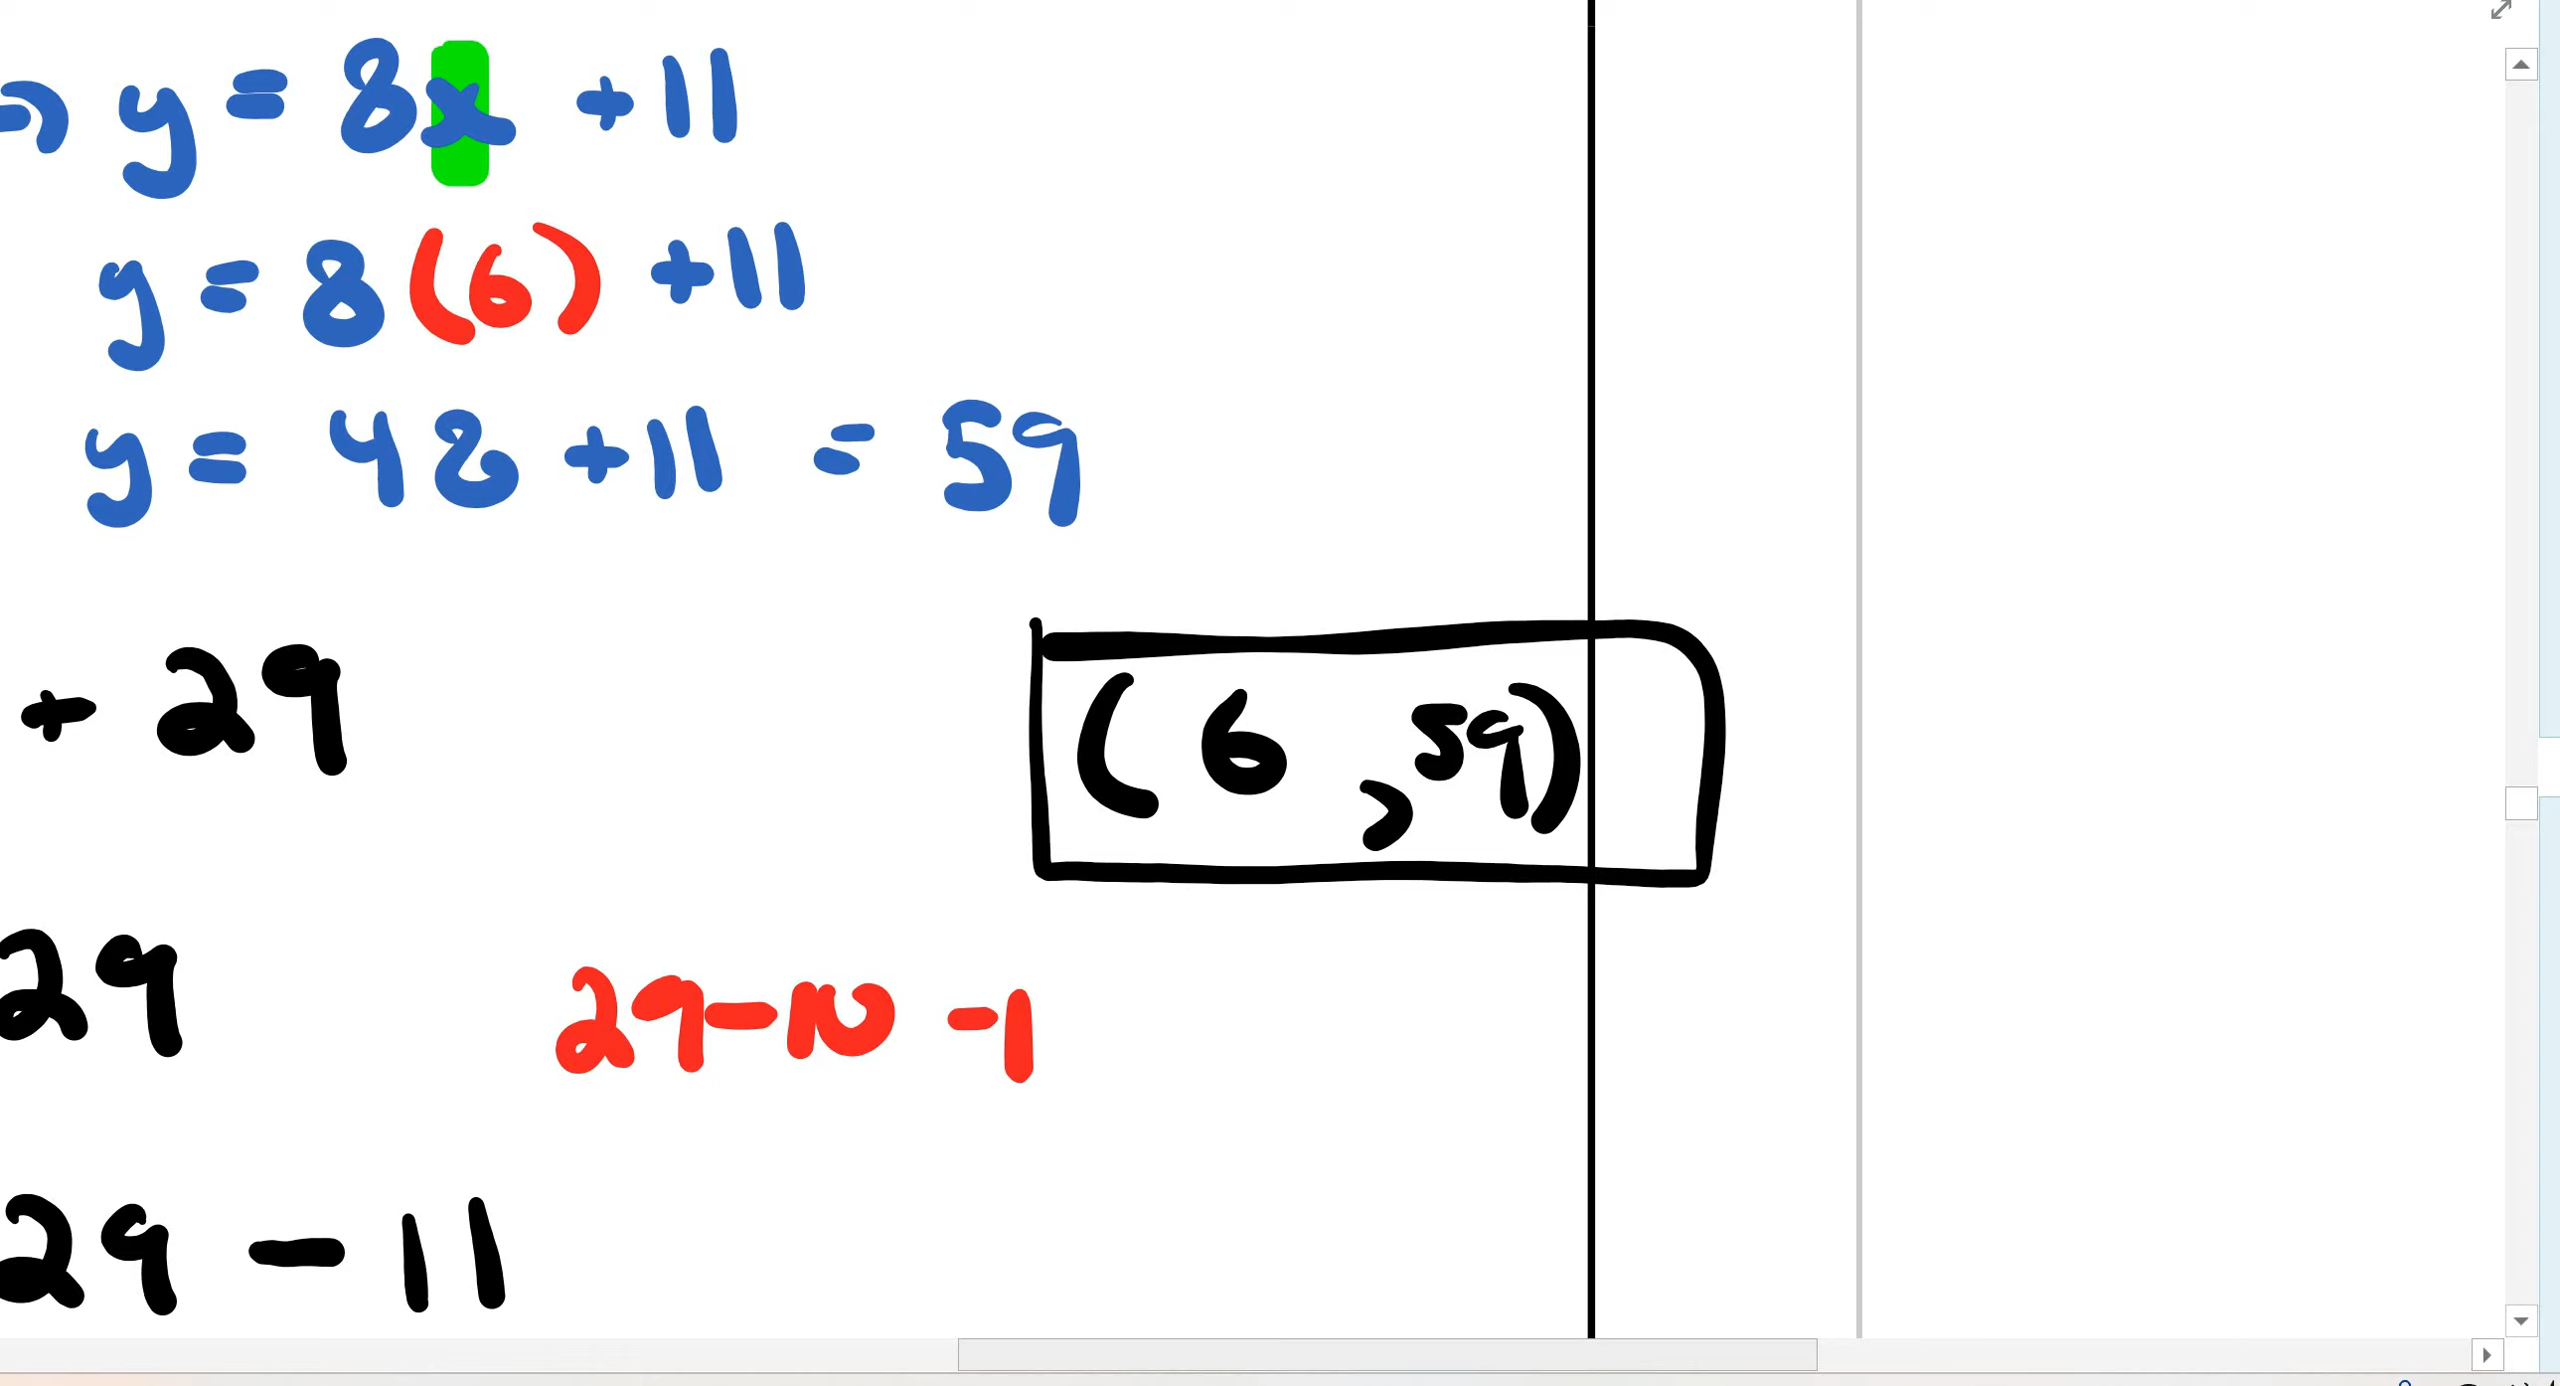 ⇒ y = 8x + 11
y = 8(6) + 11
y = 48 + 11 = 59
+ 29
(6, 59)
29
29 - 10 - 1
29 - 11